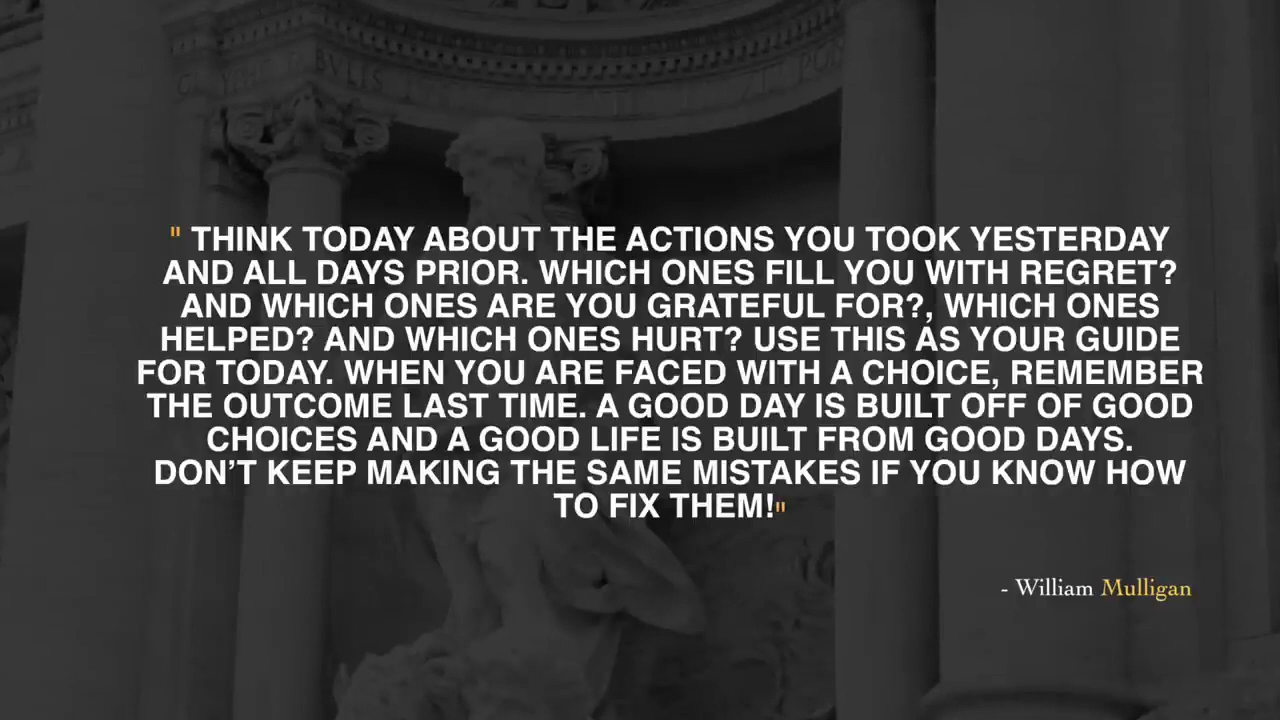 " THINK TODAY ABOUT THE ACTIONS YOU TOOK YESTERDAY
AND ALL DAYS PRIOR. WHICH ONES FILL YOU WITH REGRET?
AND WHICH ONES ARE YOU GRATEFUL FOR?, WHICH ONES
HELPED? AND WHICH ONES HURT? USE THIS AS YOUR GUIDE
FOR TODAY. WHEN YOU ARE FACED WITH A CHOICE, REMEMBER
THE OUTCOME LAST TIME. A GOOD DAY IS BUILT OFF OF GOOD
CHOICES AND A GOOD LIFE IS BUILT FROM GOOD DAYS.
DON’T KEEP MAKING THE SAME MISTAKES IF YOU KNOW HOW
TO FIX THEM!"
- William Mulligan